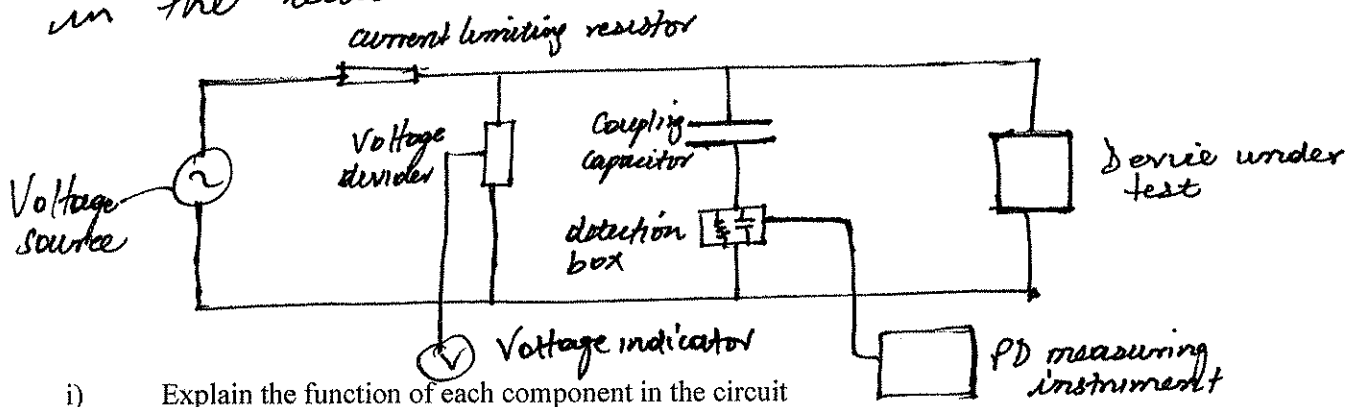 in the
current limiting resistor
Voltage
devider
Coupling
capacitor
Device under
test
Voltage
source
detection
box
V
Voltage indicator
PD measuring
instrument
i) Explain the function of each component in the circuit